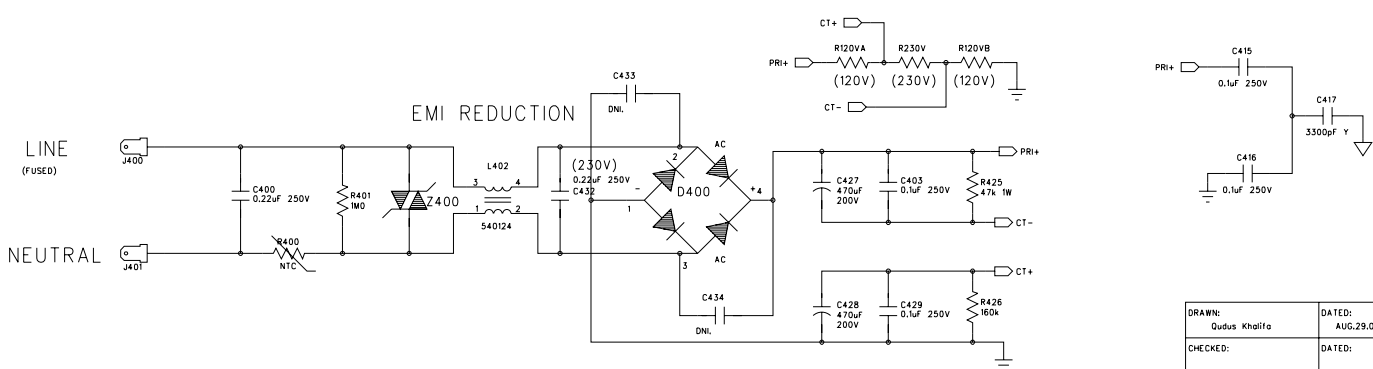 CT+
PRI+
R120VA
R230V
R120VB
(120V)
(230V)
(120V)
CT-
PRI+
C415
0.1uF 250V
C417
3300pF Y
C416
0.1uF 250V
EMI REDUCTION
C433
DNI.
LINE
(FUSED)
J400
C400
0.22uF 250V
R401
1M0
Z400
L402
3
4
1
2
540124
(230V)
0.22uF 250V
C432
AC
2
D400
-
1
+4
3
AC
NEUTRAL
J401
R400
NTC
C434
DNI.
PRI+
C427
470uF
200V
C403
0.1uF 250V
R425
47k 1W
CT-
CT+
C428
470uF
200V
C429
0.1uF 250V
R426
160k
DRAWN:
Qudus Khalifa
DATED:
AUG.29.0
CHECKED:
DATED: